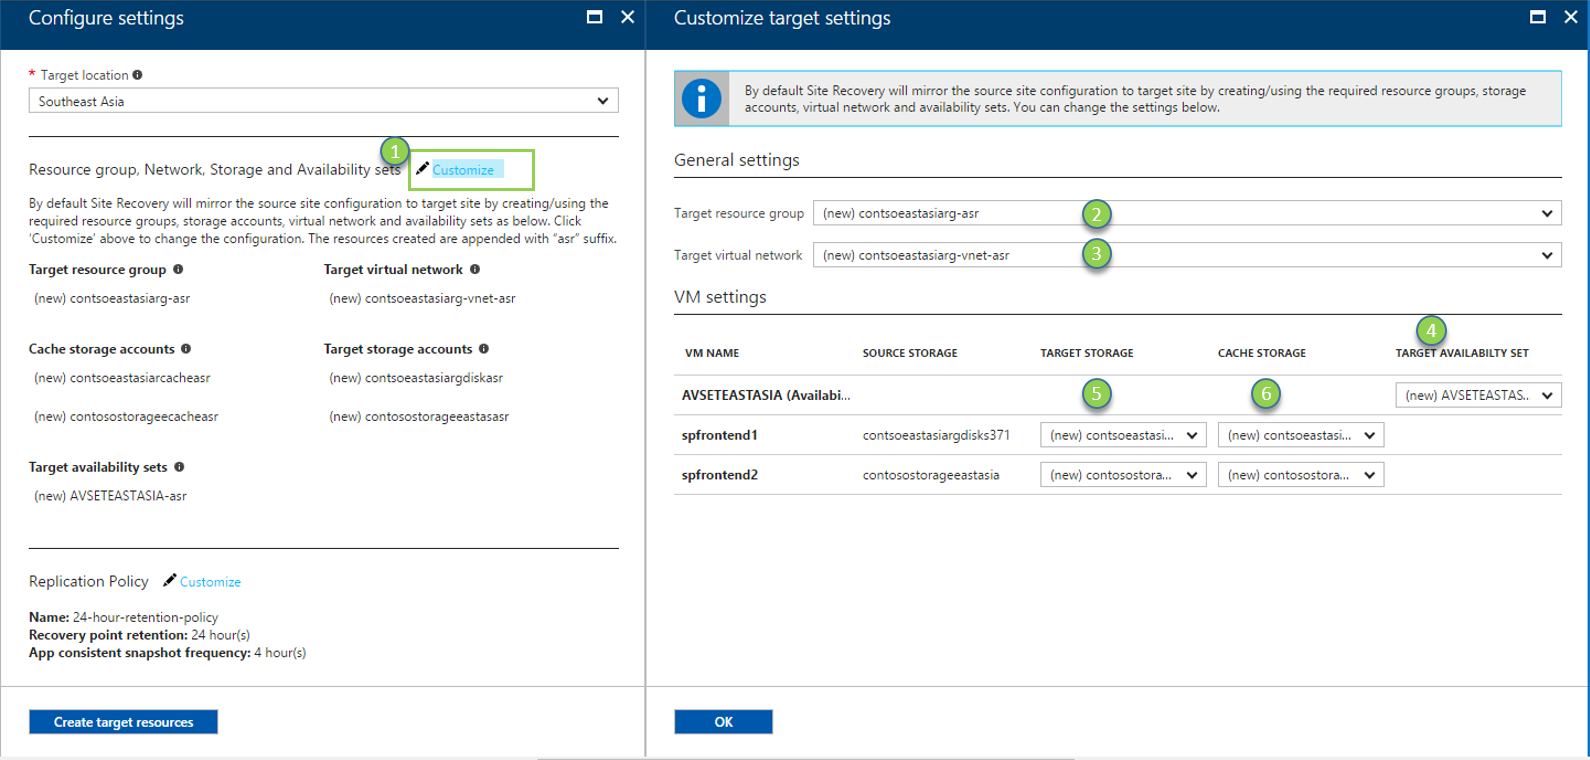 Configure settings
* Target location
Southeast Asia
1
Resource group, Network, Storage and Availability sets Customize
By default Site Recovery will mirror the source site configuration to target site by creating/using the
required resource groups, storage accounts, virtual network and availability sets as below. Click
'Customize' above to change the configuration. The resources created are appended with "asr" suffix.
Target resource group Target virtual network
(new) contsoeastasiarg-asr (new) contsoeastasiarg-vnet-asr
Cache storage accounts Target storage accounts
(new) contsoeastasiarcacheasr (new) contsoeastasiargdiskasr
(new) contosostorageecacheasr (new) contosostorageeastasasr
Target availability sets
(new) AVSETEASTASIA-asr
Replication Policy Customize
Name: 24-hour-retention-policy
Recovery point retention: 24 hour(s)
App consistent snapshot frequency: 4 hour(s)
Create target resources
Customize target settings
By default Site Recovery will mirror the source site configuration to target site by creating/using the required resource groups, storage
accounts, virtual network and availability sets. You can change the settings below.
General settings
Target resource group (new) contsoeastasiarg-asr 2
Target virtual network (new) contsoeastasiarg-vnet-asr 3
VM settings
4
VM NAME SOURCE STORAGE TARGET STORAGE CACHE STORAGE TARGET AVAILABILTY SET
AVSETEASTASIA (Availabi... 5 6 (new) AVSETEASTAS...
spfrontend1 contsoeastasiargdisks371 (new) contsoeastasi... (new) contsoeastasi...
spfrontend2 contosostorageeastasia (new) contosostora... (new) contosostora...
OK